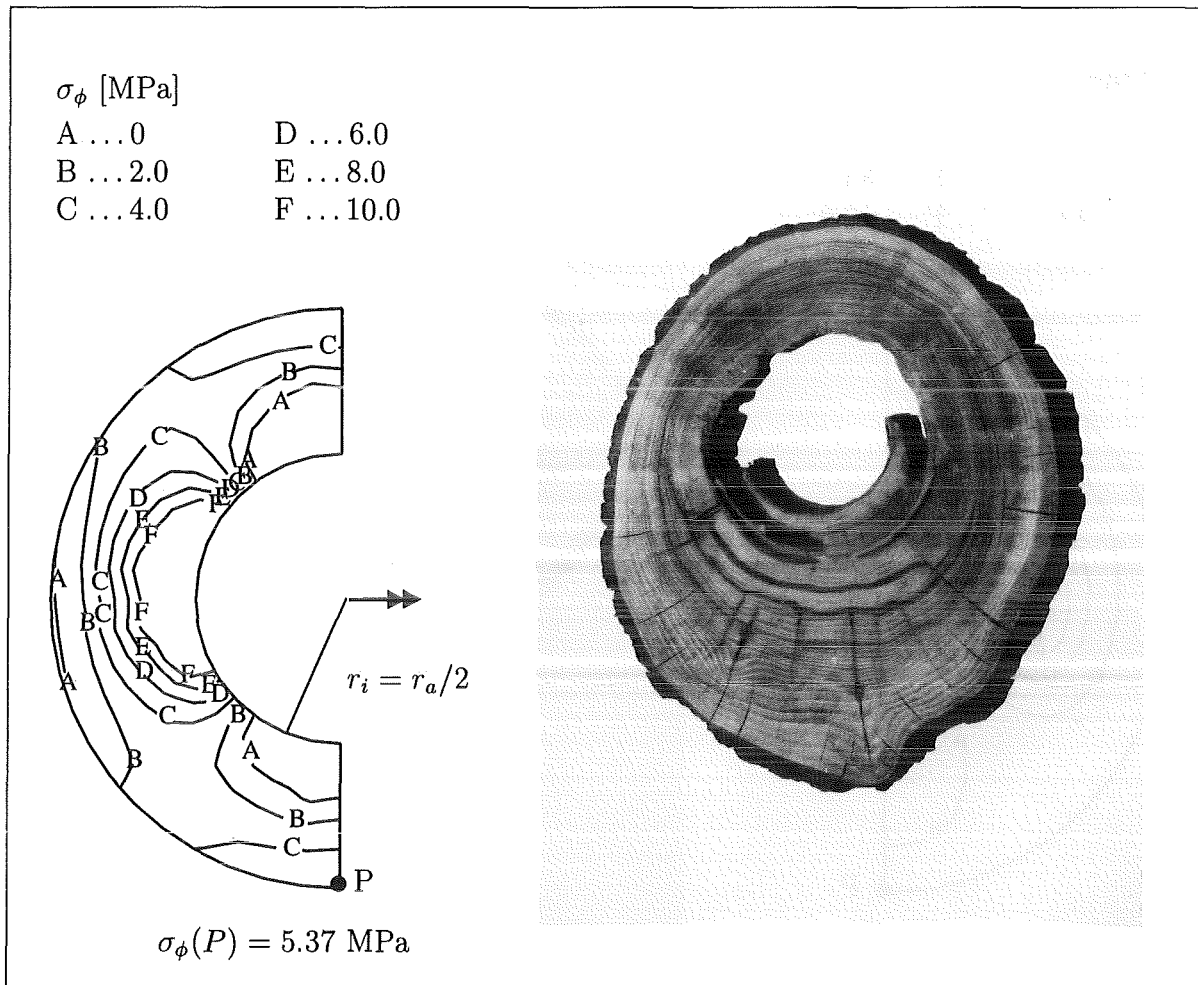 σ_ϕ [MPa]
A ...0 D ...6.0
B ...2.0 E ...8.0
C ...4.0 F ...10.0
C
B
A
B
C
A
B
C
D
E
F
D
E
F
A
C
C
B
F
E
D
A
F
E
D
C
B
A
B
B
C
P
r_i = r_a/2
σ_ϕ(P) = 5.37 MPa